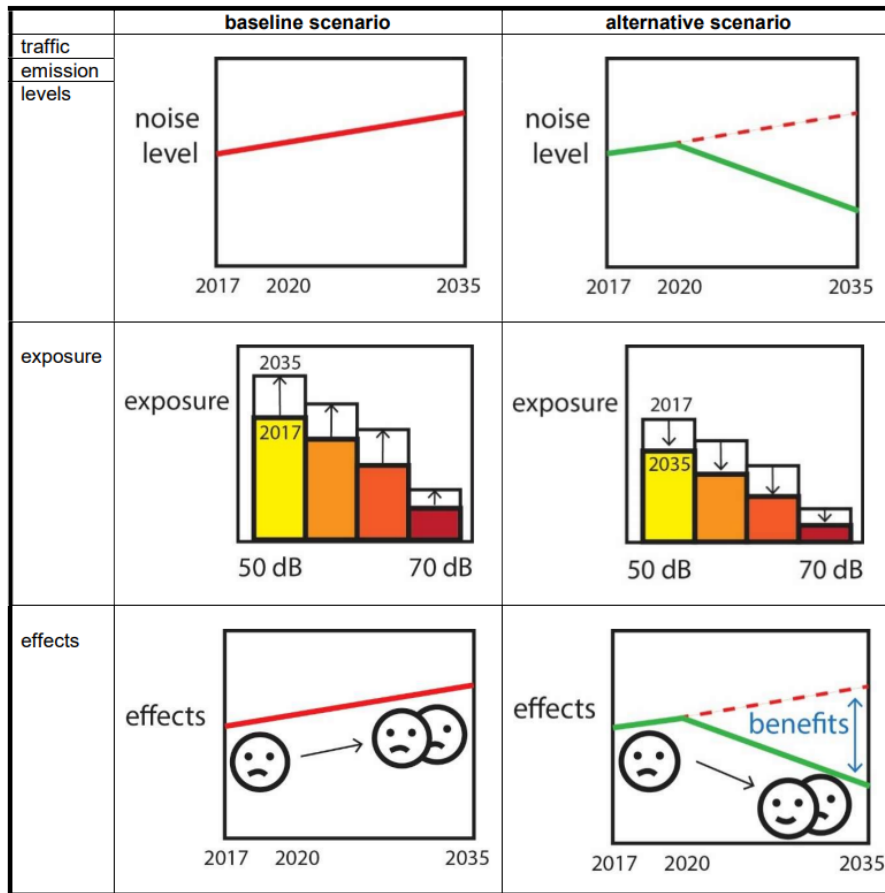 baseline scenario
alternative scenario
traffic
emission
levels
noise
level
2017
2020
2035
noise
level
2017
2020
2035
exposure
exposure
2035
2017
50 dB
70 dB
exposure
2017
2035
50 dB
70 dB
effects
effects
2017
2020
2035
effects
benefits
2017
2020
2035